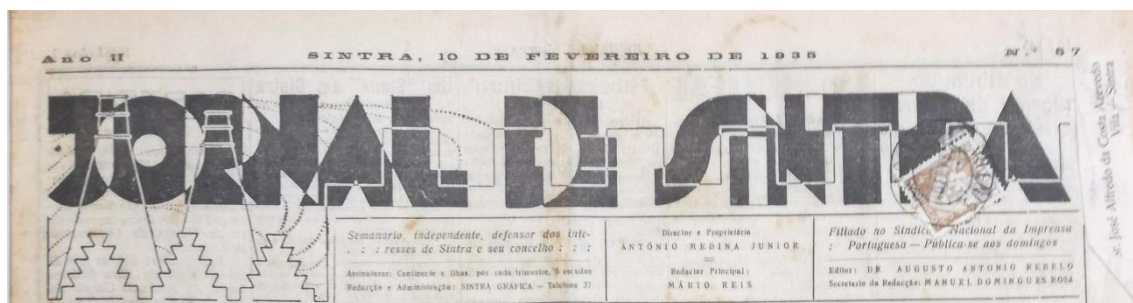 Ano II
SINTRA, 10 DE FEVEREIRO DE 1935
N.º 57
JORNAL DE SINTRA
Semanario, independente, defensor dos inte-
: : : resses de Sintra e seu concelho : : :
Assinaturas: Continente e Ilhas, por cada trimestre, 6 escudos
Redacção e Administração: SINTRA GRÁFICA — Telefone 37
Director e Proprietário
ANTÓNIO MEDINA JUNIOR
Redactor Principal:
MÁRIO REIS
Filiado no Sindicato Nacional da Imprensa
: Portuguesa — Publica-se aos domingos
Editor: DR. AUGUSTO ANTONIO REBELO
Secretario da Redacção: MANUEL DOMINGUES ROSA
sr. José Alfredo da Costa Azevedo
Vila — Sintra